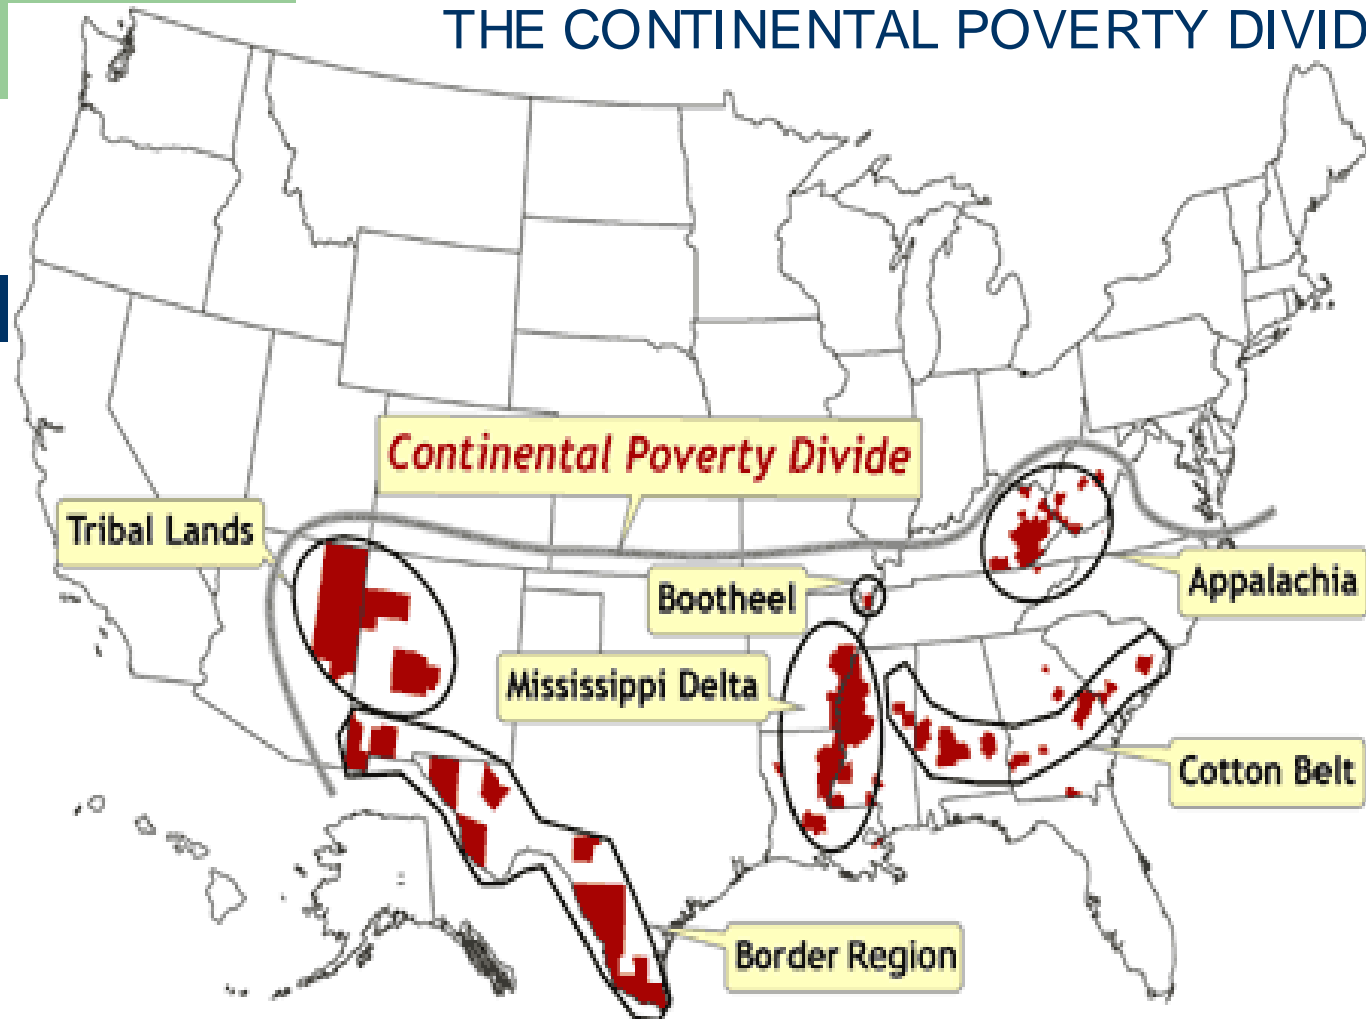 THE CONTINENTAL POVERTY DIVID
Continental Poverty Divide
Tribal Lands
Bootheel
Appalachia
Mississippi Delta
Cotton Belt
Border Region